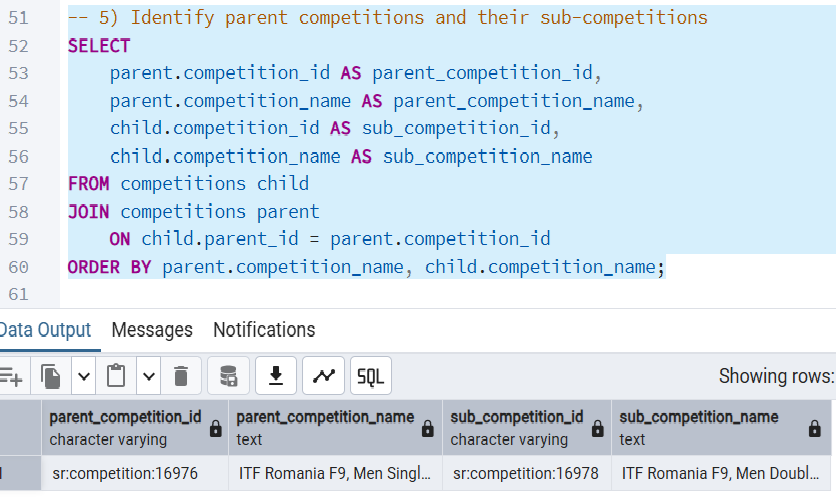 51 -- 5) Identify parent competitions and their sub-competitions
52 SELECT
53 parent.competition_id AS parent_competition_id,
54 parent.competition_name AS parent_competition_name,
55 child.competition_id AS sub_competition_id,
56 child.competition_name AS sub_competition_name
57 FROM competitions child
58 JOIN competitions parent
59 ON child.parent_id = parent.competition_id
60 ORDER BY parent.competition_name, child.competition_name;
61
Data Output Messages Notifications
SQL Showing rows:
parent_competition_id parent_competition_name sub_competition_id sub_competition_name
character varying text character varying text
1 sr:competition:16976 ITF Romania F9, Men Singl... sr:competition:16978 ITF Romania F9, Men Doubl...